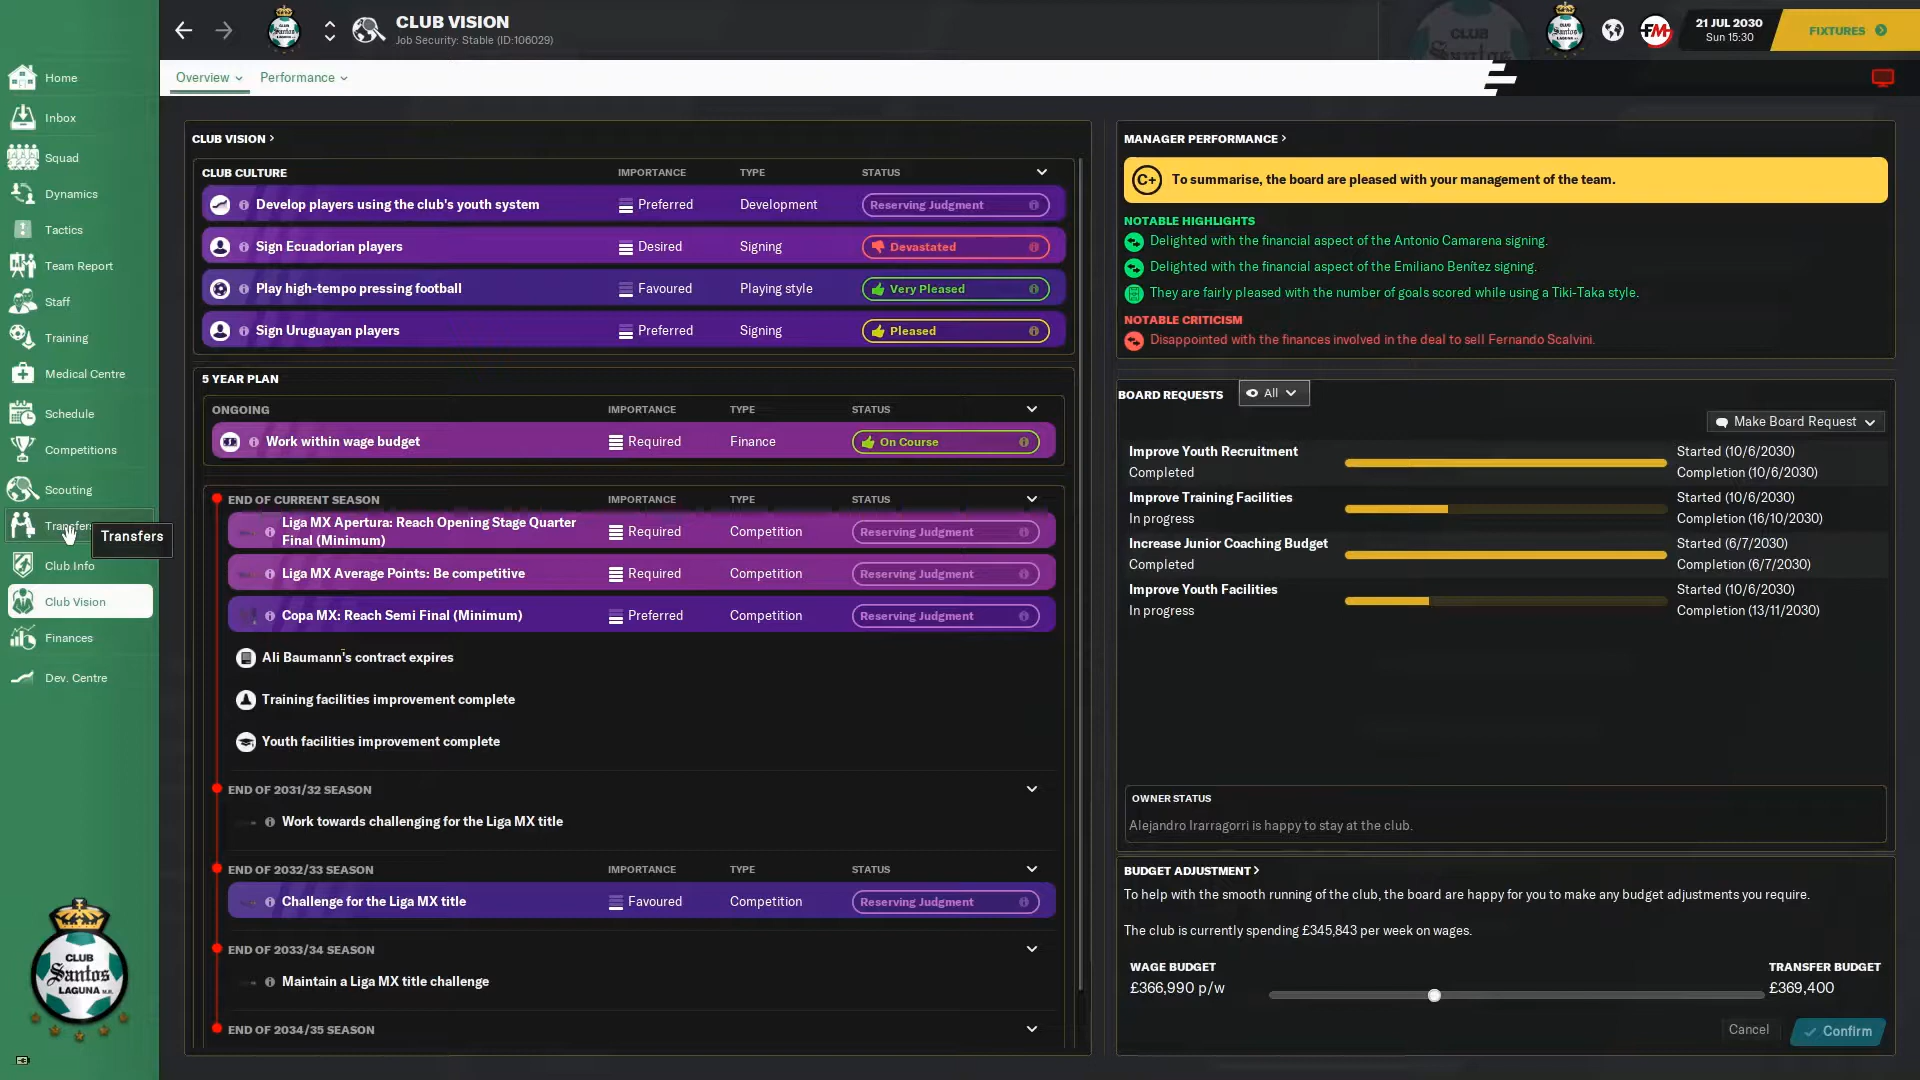 CLUB VISION
Job Security: Stable (ID:106029)
21 JUL 2030
Sun 15:30
FIXTURES
FM
Overview
Performance
Home
Inbox
Squad
Dynamics
Tactics
Team Report
Staff
Training
Medical Centre
Schedule
Competitions
Scouting
Transfers
Transfers
Club Info
Club Vision
Finances
Dev. Centre
CLUB
Santos
LAGUNA
CLUB VISION
CLUB CULTURE IMPORTANCE TYPE STATUS
Develop players using the club's youth system Preferred Development Reserving Judgment
Sign Ecuadorian players Desired Signing Devastated
Play high-tempo pressing football Favoured Playing style Very Pleased
Sign Uruguayan players Preferred Signing Pleased
5 YEAR PLAN
ONGOING IMPORTANCE TYPE STATUS
Work within wage budget Required Finance On Course
END OF CURRENT SEASON IMPORTANCE TYPE STATUS
Liga MX Apertura: Reach Opening Stage Quarter
Final (Minimum) Required Competition Reserving Judgment
Liga MX Average Points: Be competitive Required Competition Reserving Judgment
Copa MX: Reach Semi Final (Minimum) Preferred Competition Reserving Judgment
Ali Baumann's contract expires
Training facilities improvement complete
Youth facilities improvement complete
END OF 2031/32 SEASON
Work towards challenging for the Liga MX title
END OF 2032/33 SEASON IMPORTANCE TYPE STATUS
Challenge for the Liga MX title Favoured Competition Reserving Judgment
END OF 2033/34 SEASON
Maintain a Liga MX title challenge
END OF 2034/35 SEASON
MANAGER PERFORMANCE
C+ To summarise, the board are pleased with your management of the team.
NOTABLE HIGHLIGHTS
Delighted with the financial aspect of the Antonio Camarena signing.
Delighted with the financial aspect of the Emiliano Benítez signing.
They are fairly pleased with the number of goals scored while using a Tiki-Taka style.
NOTABLE CRITICISM
Disappointed with the finances involved in the deal to sell Fernando Scalvini.
BOARD REQUESTS All
Make Board Request
Improve Youth Recruitment Started (10/6/2030)
Completed Completion (10/6/2030)
Improve Training Facilities Started (10/6/2030)
In progress Completion (16/10/2030)
Increase Junior Coaching Budget Started (6/7/2030)
Completed Completion (6/7/2030)
Improve Youth Facilities Started (10/6/2030)
In progress Completion (13/11/2030)
OWNER STATUS
Alejandro Irarragorri is happy to stay at the club.
BUDGET ADJUSTMENT
To help with the smooth running of the club, the board are happy for you to make any budget adjustments you require.
The club is currently spending £345,843 per week on wages.
WAGE BUDGET TRANSFER BUDGET
£366,990 p/w £369,400
Cancel Confirm